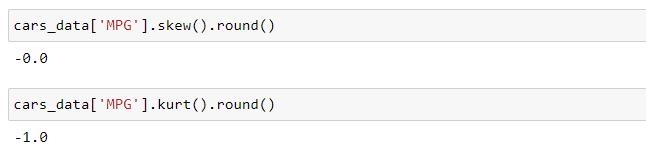 cars_data['MPG'].skew().round()
-0.0
cars_data['MPG'].kurt().round()
-1.0